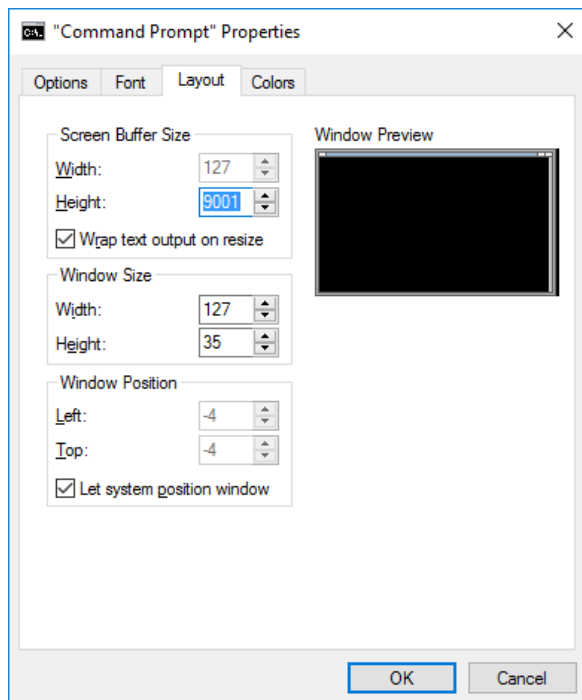 "Command Prompt" Properties
Options Font Layout Colors
Screen Buffer Size
Width: 127
Height: 9001
Wrap text output on resize
Window Size
Width: 127
Height: 35
Window Position
Left: -4
Top: -4
Let system position window
Window Preview
OK Cancel